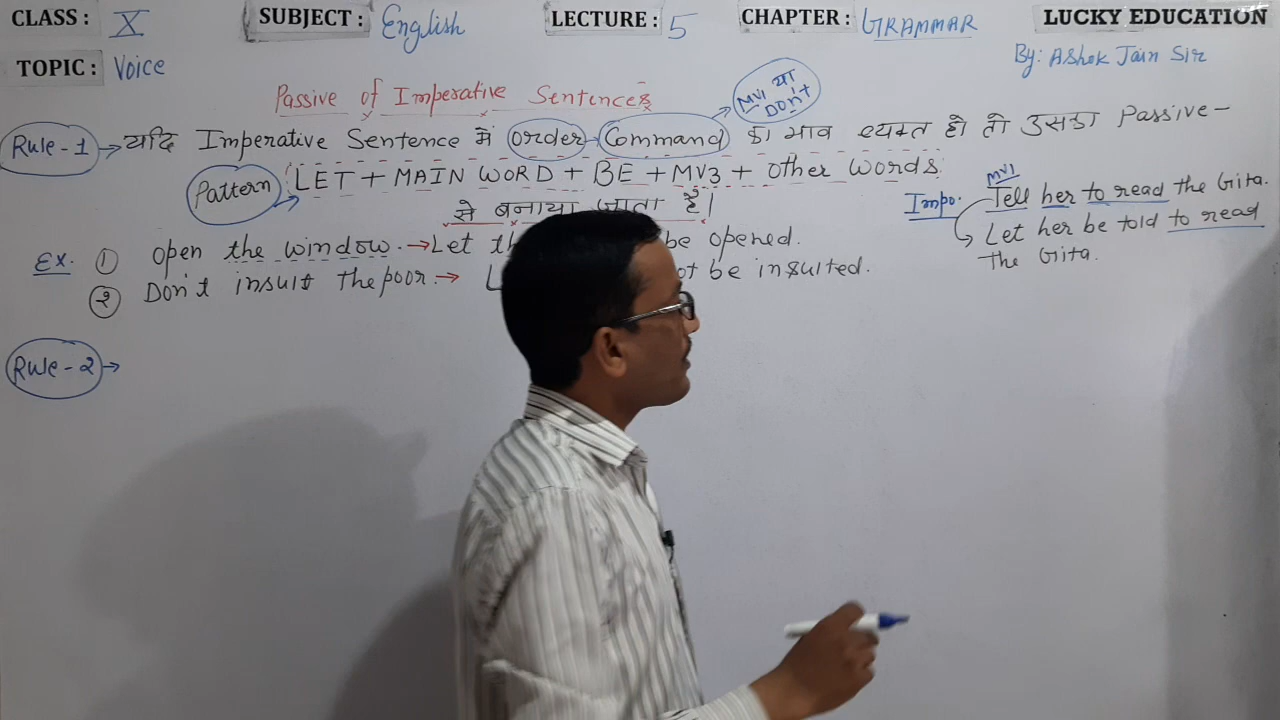 CLASS : X SUBJECT : English LECTURE : 5 CHAPTER : GRAMMAR LUCKY EDUCATION
TOPIC : Voice By: Ashok Jain Sir
Passive of Imperative Sentences
MV1 या Don't
Rule-1 → यदि Imperative Sentence में order Command का भाव व्यक्त हो तो उसका Passive -
Pattern → LET + MAIN WORD + BE + MV3 + other words
से बनाया जाता है।
Ex. ① open the window. → Let be opened.
② Don't insult the poor. → be insulted.
MV1
Impo. Tell her to read the Gita.
→ Let her be told to read
the Gita.
Rule-2 →